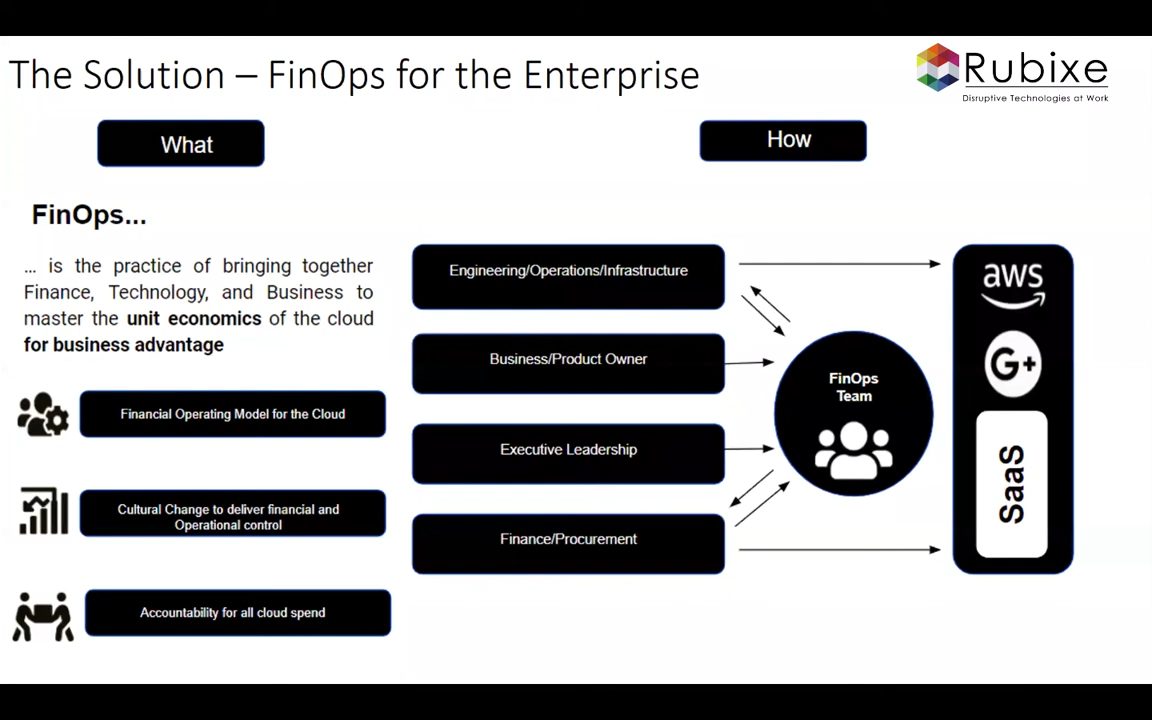 The Solution – FinOps for the Enterprise
Rubixe
Disruptive Technologies at Work
What
How
FinOps...
... is the practice of bringing together
Finance, Technology, and Business to
master the unit economics of the cloud
for business advantage
Financial Operating Model for the Cloud
Cultural Change to deliver financial and
Operational control
Accountability for all cloud spend
Engineering/Operations/Infrastructure
Business/Product Owner
Executive Leadership
Finance/Procurement
FinOps
Team
aws
G+
SaaS